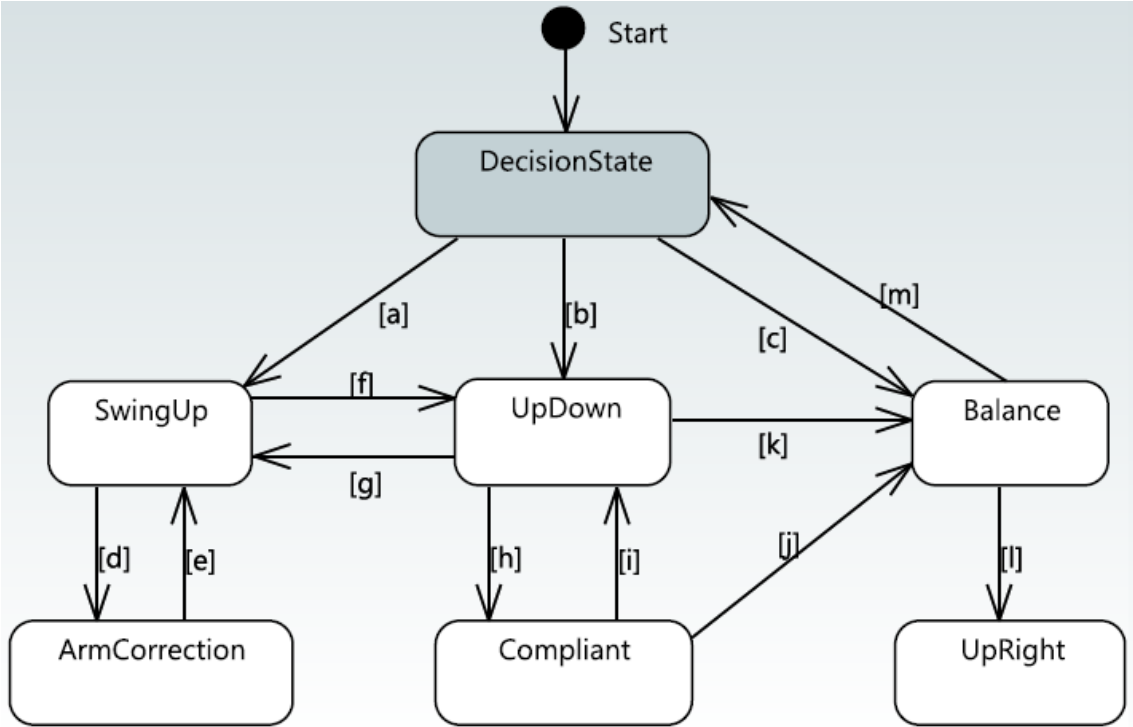 Start
DecisionState
[a]
[b]
[c]
[m]
SwingUp
[f]
UpDown
Balance
[g]
[k]
[d]
[e]
[h]
[i]
[j]
[l]
ArmCorrection
Compliant
UpRight